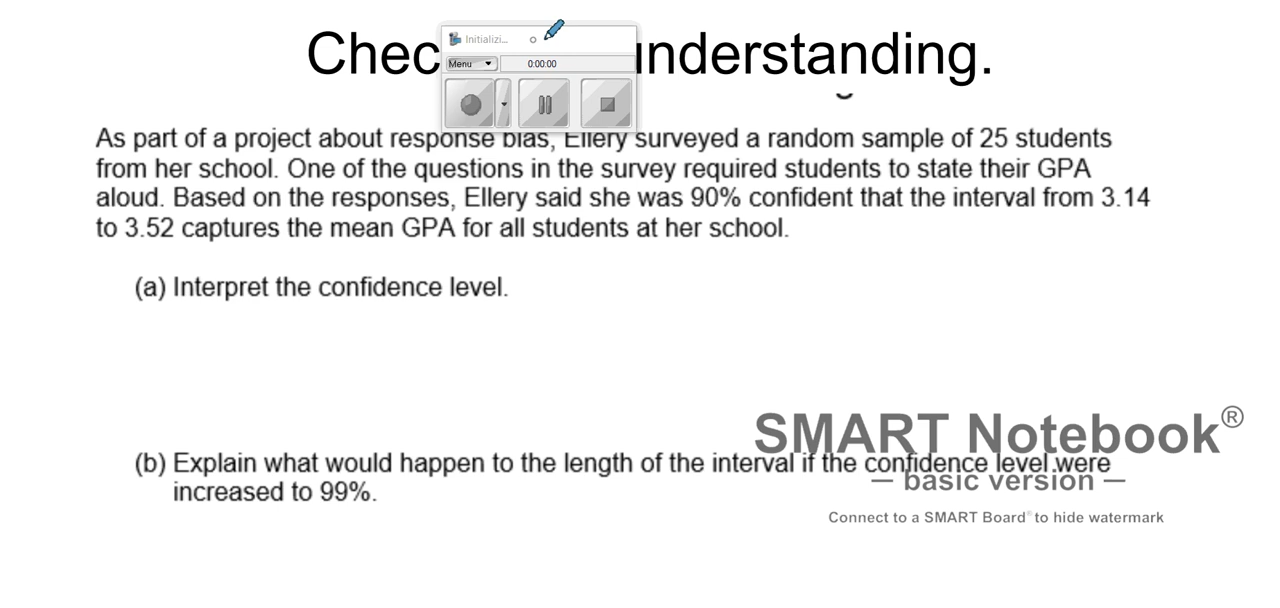 Chec understanding.
Initializi...
Menu 0:00:00
As part of a project about response bias, Ellery surveyed a random sample of 25 students
from her school. One of the questions in the survey required students to state their GPA
aloud. Based on the responses, Ellery said she was 90% confident that the interval from 3.14
to 3.52 captures the mean GPA for all students at her school.
(a) Interpret the confidence level.
SMART Notebook®
(b) Explain what would happen to the length of the interval if the confidence level were
— basic version —
increased to 99%.
Connect to a SMART Board® to hide watermark